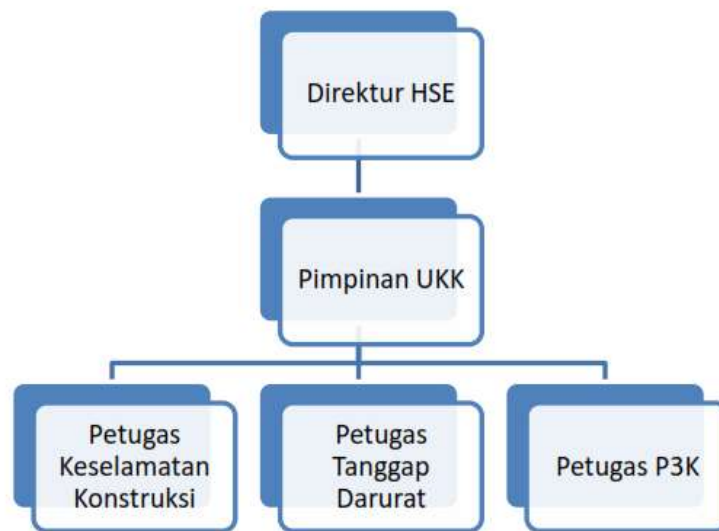 Direktur HSE
Pimpinan UKK
Petugas
Keselamatan
Konstruksi
Petugas
Tanggap
Darurat
Petugas P3K